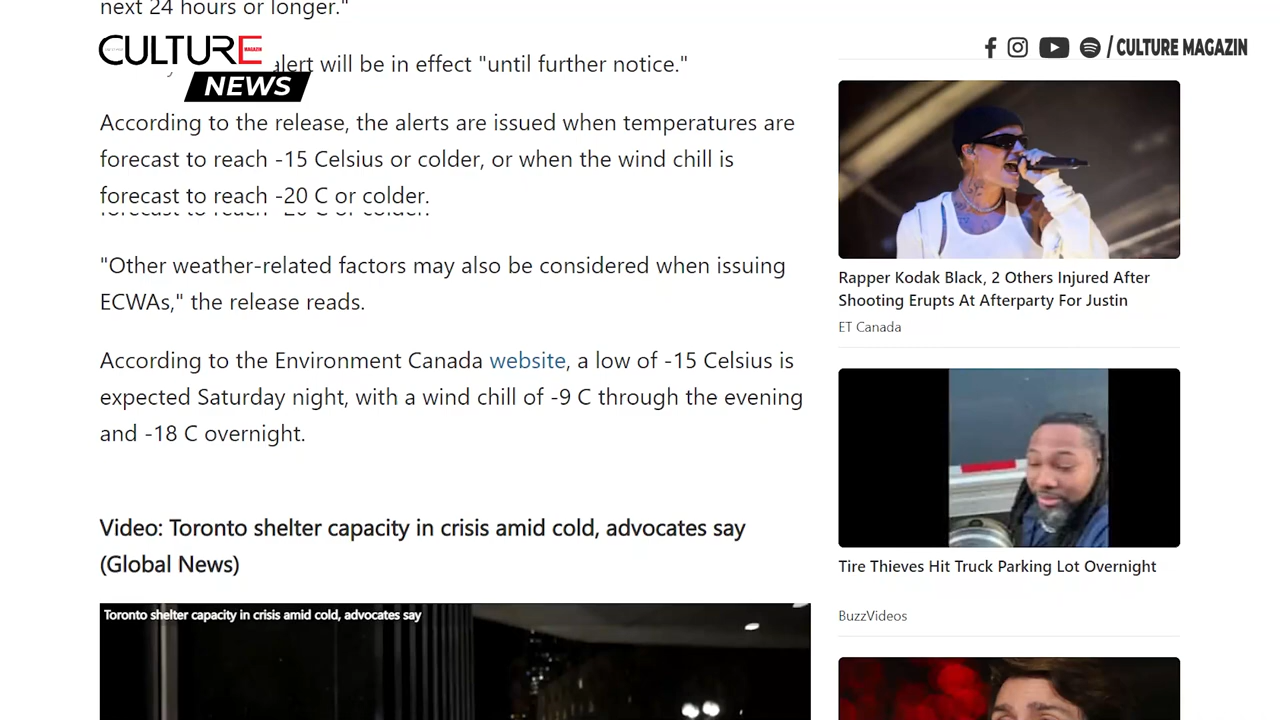 next 24 hours or longer."
CULTURE
MAGAZIN
NEWS
alert will be in effect "until further notice."
According to the release, the alerts are issued when temperatures are
forecast to reach -15 Celsius or colder, or when the wind chill is
forecast to reach -20 C or colder.
"Other weather-related factors may also be considered when issuing
ECWAs," the release reads.
According to the Environment Canada website, a low of -15 Celsius is
expected Saturday night, with a wind chill of -9 C through the evening
and -18 C overnight.
Video: Toronto shelter capacity in crisis amid cold, advocates say
(Global News)
Toronto shelter capacity in crisis amid cold, advocates say
/ CULTURE MAGAZIN
Rapper Kodak Black, 2 Others Injured After
Shooting Erupts At Afterparty For Justin
ET Canada
Tire Thieves Hit Truck Parking Lot Overnight
BuzzVideos